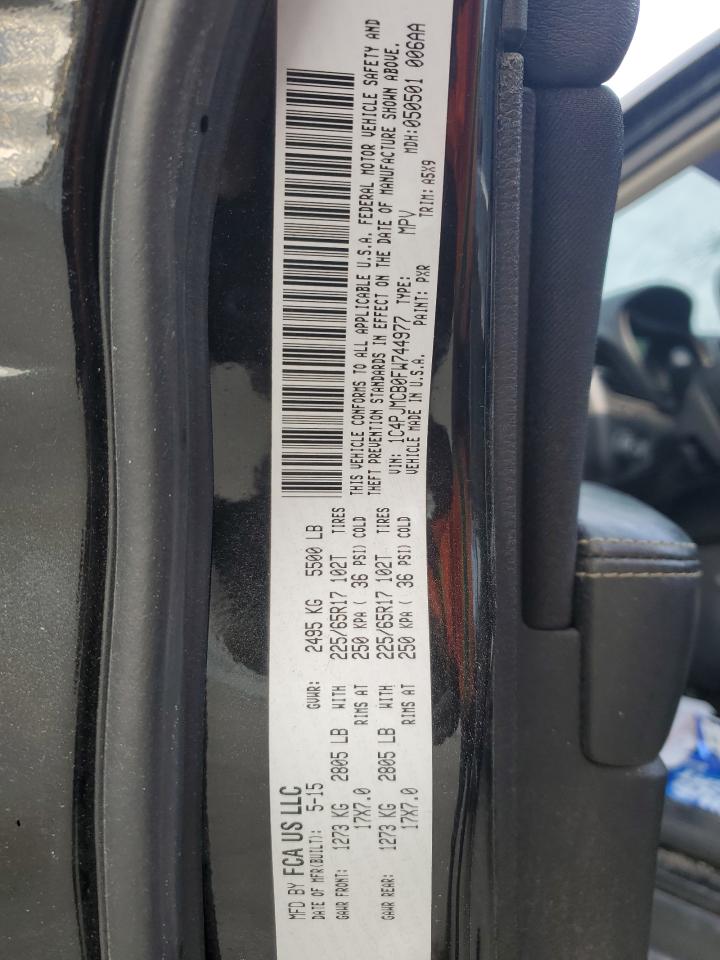 MFD BY FCA US LLC
DATE OF MFR(BUILT): 5-15 GVWR: 2495 KG 5500 LB
GAWR FRONT: 1273 KG 2805 LB WITH 225/65R17 102T TIRES
17X7.0 RIMS AT 250 KPA ( 36 PSI) COLD
GAWR REAR: 1273 KG 2805 LB WITH 225/65R17 102T TIRES
17X7.0 RIMS AT 250 KPA ( 36 PSI) COLD
THIS VEHICLE CONFORMS TO ALL APPLICABLE U.S.A. FEDERAL MOTOR VEHICLE SAFETY AND
THEFT PREVENTION STANDARDS IN EFFECT ON THE DATE OF MANUFACTURE SHOWN ABOVE.
VIN: 1C4PJMCB0FW744977 TYPE: MPV MDH:050501 006AA
VEHICLE MADE IN U.S.A. PAINT: PXR TRIM: A5X9